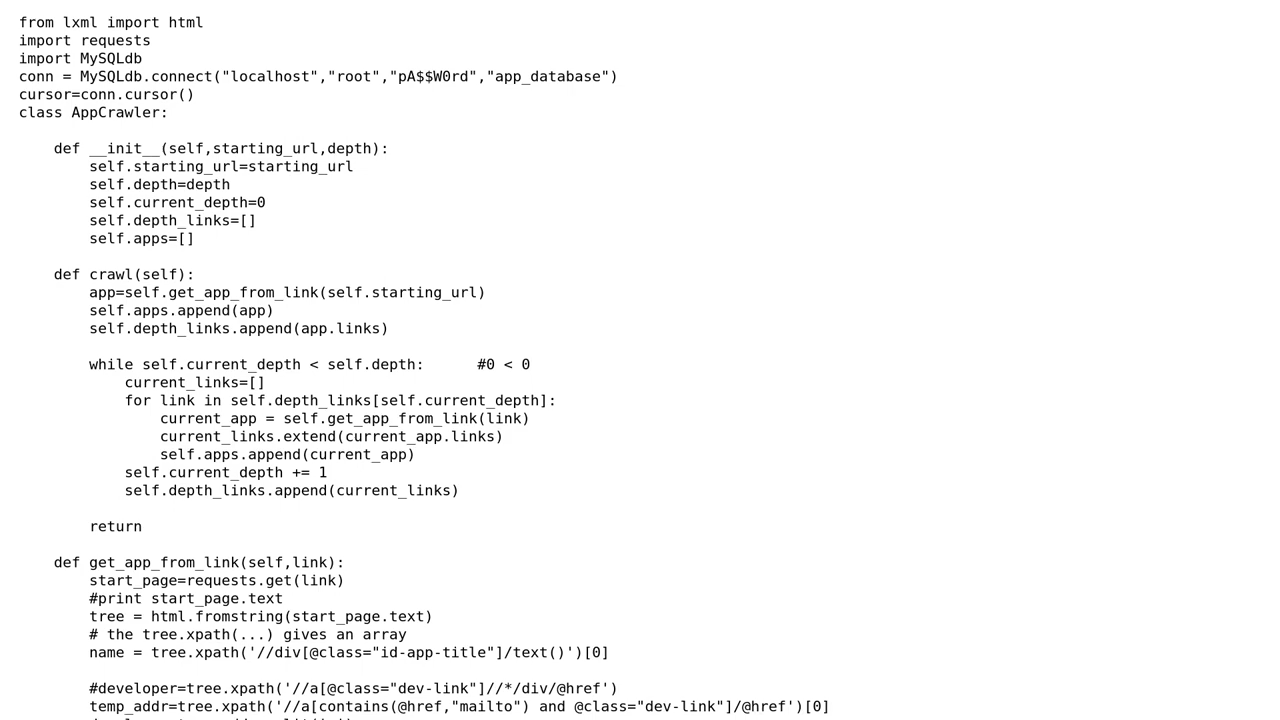 from lxml import html
import requests
import MySQLdb
conn = MySQLdb.connect("localhost","root","pA$$W0rd","app_database")
cursor=conn.cursor()
class AppCrawler:
    def __init__(self,starting_url,depth):
        self.starting_url=starting_url
        self.depth=depth
        self.current_depth=0
        self.depth_links=[]
        self.apps=[]
    def crawl(self):
        app=self.get_app_from_link(self.starting_url)
        self.apps.append(app)
        self.depth_links.append(app.links)
        while self.current_depth < self.depth:      #0 < 0
            current_links=[]
            for link in self.depth_links[self.current_depth]:
                current_app = self.get_app_from_link(link)
                current_links.extend(current_app.links)
                self.apps.append(current_app)
            self.current_depth += 1
            self.depth_links.append(current_links)
        return
    def get_app_from_link(self,link):
        start_page=requests.get(link)
        #print start_page.text
        tree = html.fromstring(start_page.text)
        # the tree.xpath(...) gives an array
        name = tree.xpath('//div[@class="id-app-title"]/text()')[0]
        #developer=tree.xpath('//a[@class="dev-link"]//*/div/@href')
        temp_addr=tree.xpath('//a[contains(@href,"mailto") and @class="dev-link"]/@href')[0]